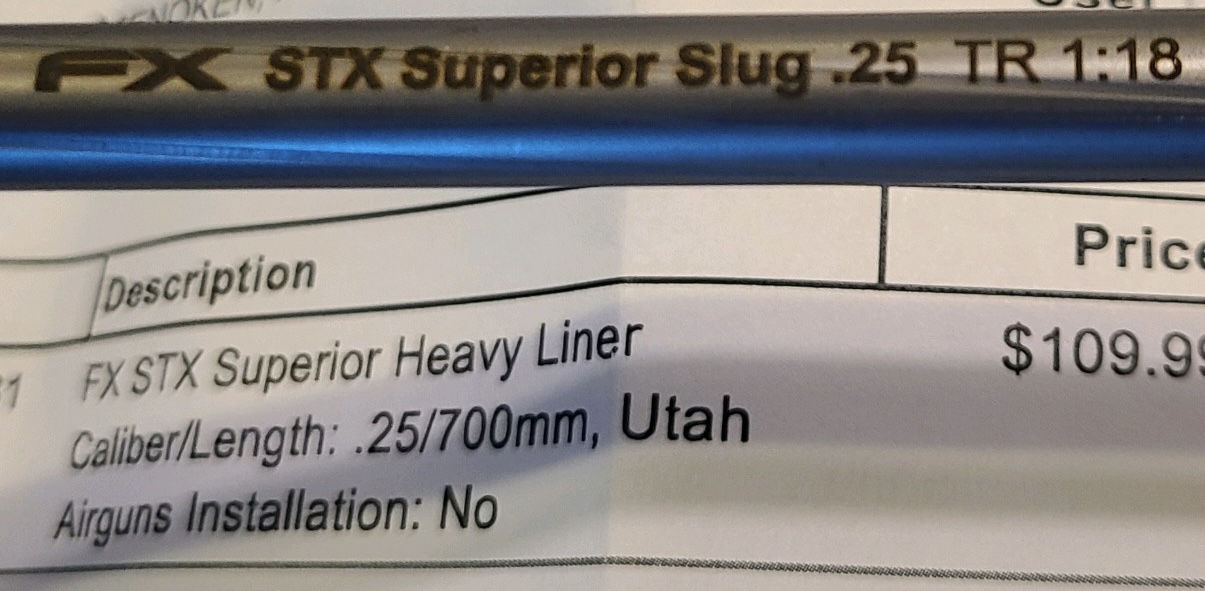 FX STX Superior Slug .25 TR 1:18
Description
Price
FX STX Superior Heavy Liner
$109.99
Caliber/Length: .25/700mm, Utah
Airguns Installation: No